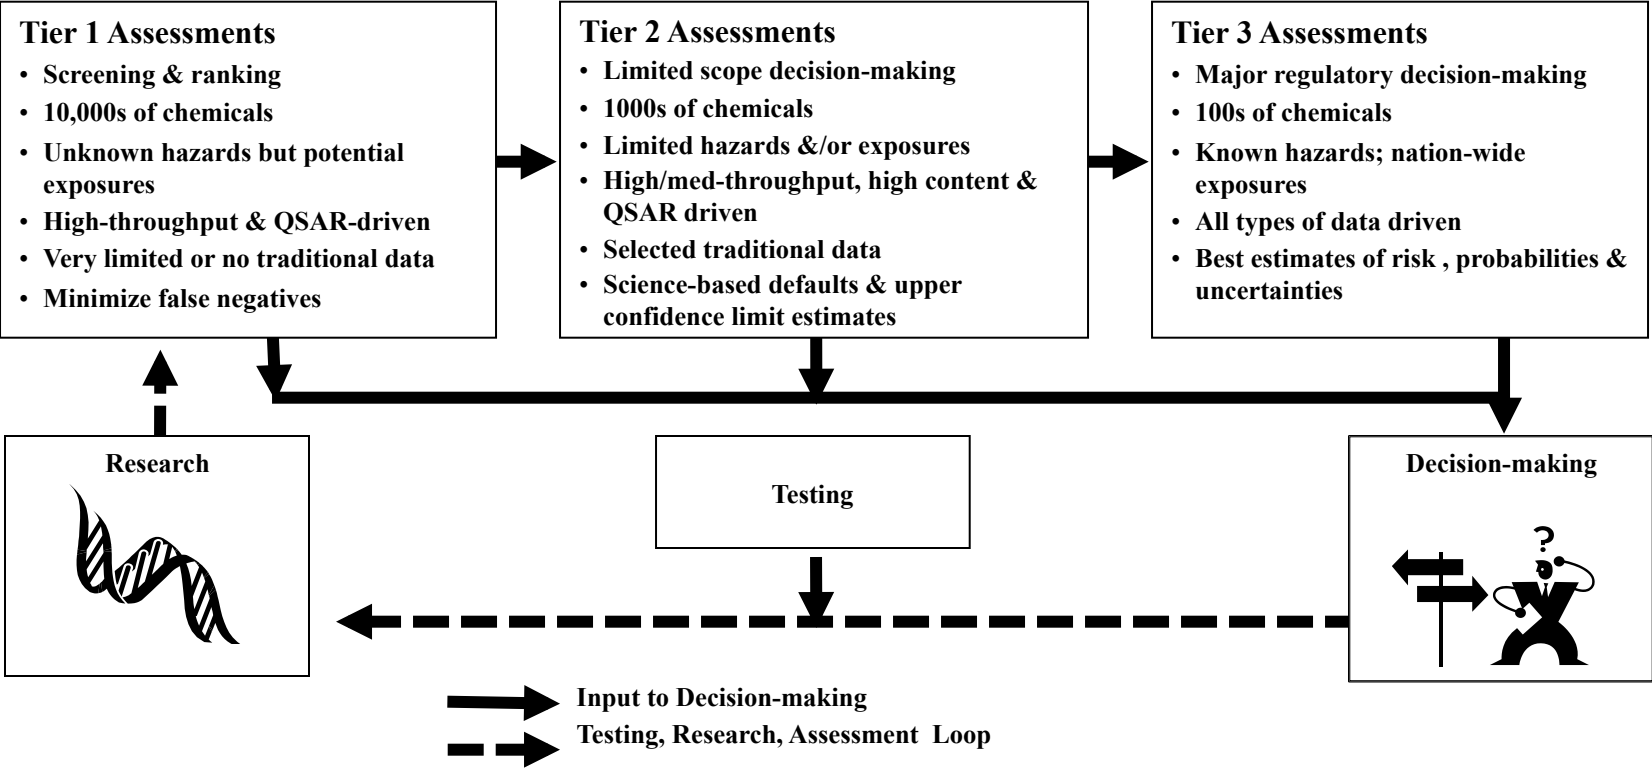 Tier 1 Assessments
• Screening & ranking
• 10,000s of chemicals
• Unknown hazards but potential
exposures
• High-throughput & QSAR-driven
• Very limited or no traditional data
• Minimize false negatives
Tier 2 Assessments
• Limited scope decision-making
• 1000s of chemicals
• Limited hazards &/or exposures
• High/med-throughput, high content &
QSAR driven
• Selected traditional data
• Science-based defaults & upper
confidence limit estimates
Tier 3 Assessments
• Major regulatory decision-making
• 100s of chemicals
• Known hazards; nation-wide
exposures
• All types of data driven
• Best estimates of risk , probabilities &
uncertainties
Research
Testing
Decision-making
?
Input to Decision-making
Testing, Research, Assessment Loop